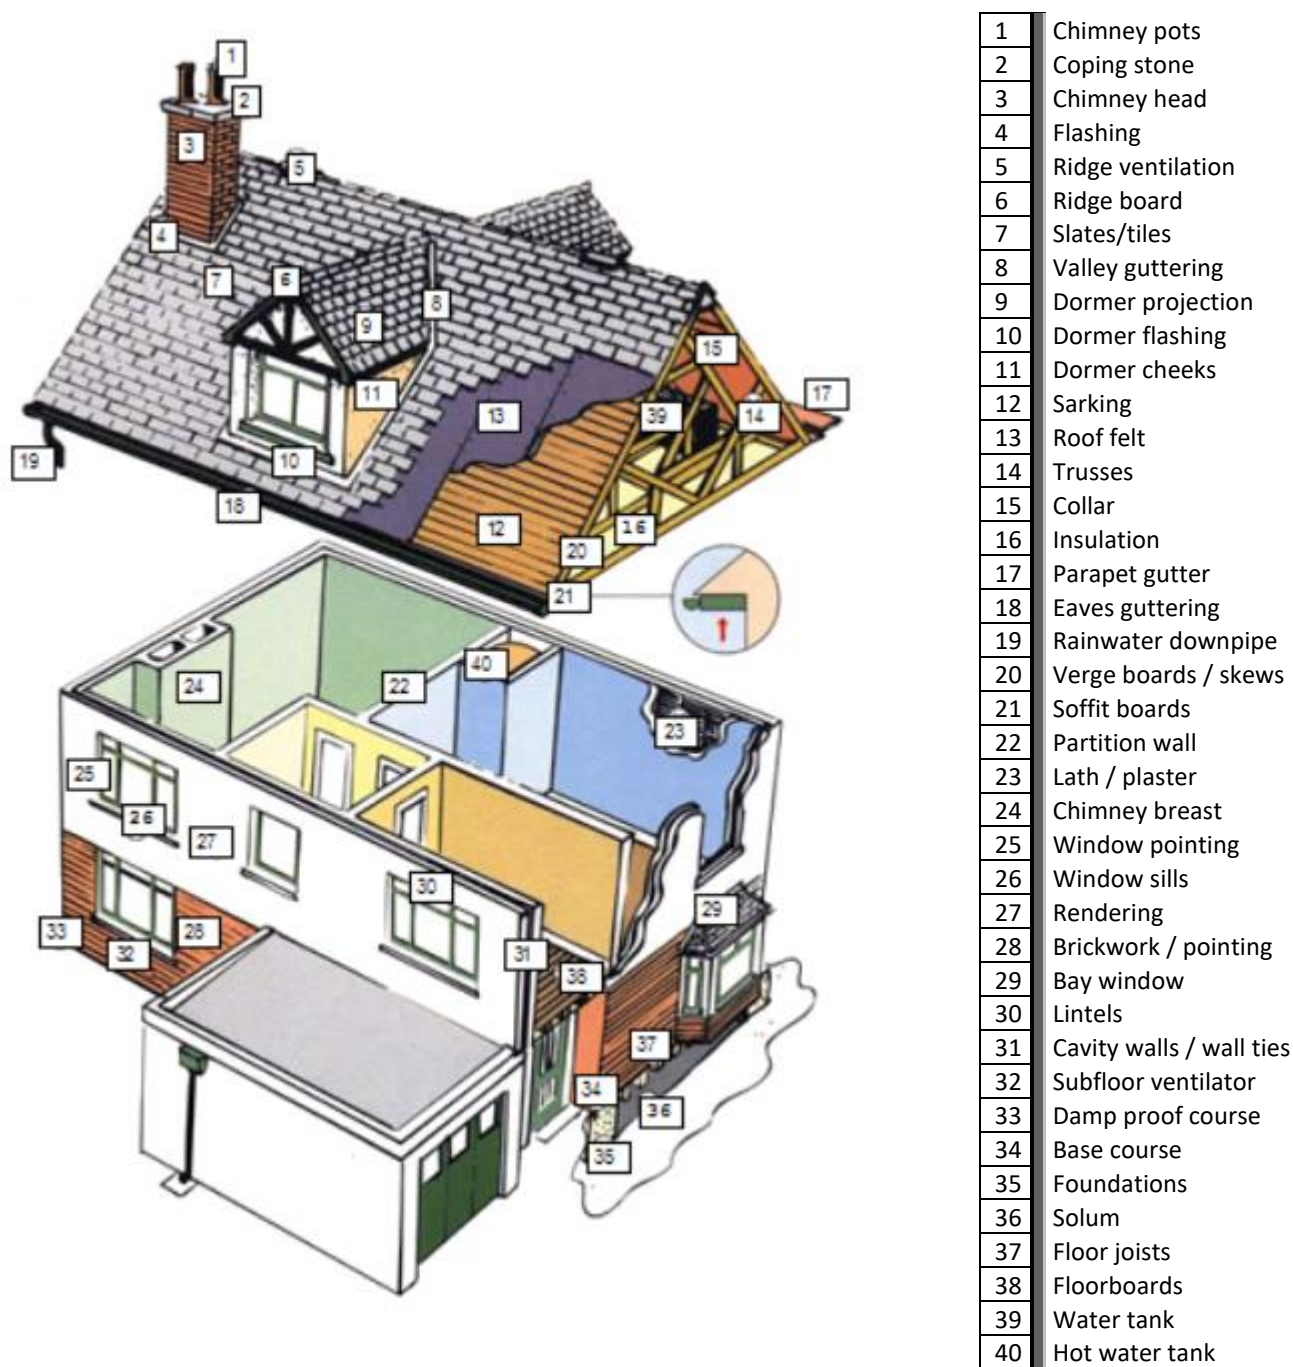 1
2
3
5
4
7
6
8
9
15
11
17
13
39
14
10
19
18
12
16
20
21
40
24
22
23
25
26
27
30
29
33
28
32
31
38
37
34
36
35
1 Chimney pots
2 Coping stone
3 Chimney head
4 Flashing
5 Ridge ventilation
6 Ridge board
7 Slates/tiles
8 Valley guttering
9 Dormer projection
10 Dormer flashing
11 Dormer cheeks
12 Sarking
13 Roof felt
14 Trusses
15 Collar
16 Insulation
17 Parapet gutter
18 Eaves guttering
19 Rainwater downpipe
20 Verge boards / skews
21 Soffit boards
22 Partition wall
23 Lath / plaster
24 Chimney breast
25 Window pointing
26 Window sills
27 Rendering
28 Brickwork / pointing
29 Bay window
30 Lintels
31 Cavity walls / wall ties
32 Subfloor ventilator
33 Damp proof course
34 Base course
35 Foundations
36 Solum
37 Floor joists
38 Floorboards
39 Water tank
40 Hot water tank